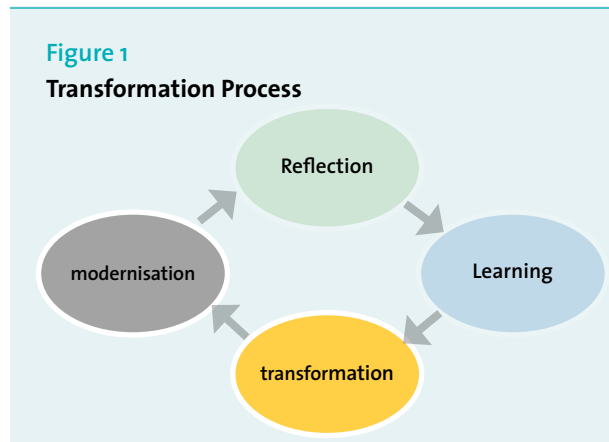 Figure 1
Transformation Process
Reflection
Learning
transformation
modernisation